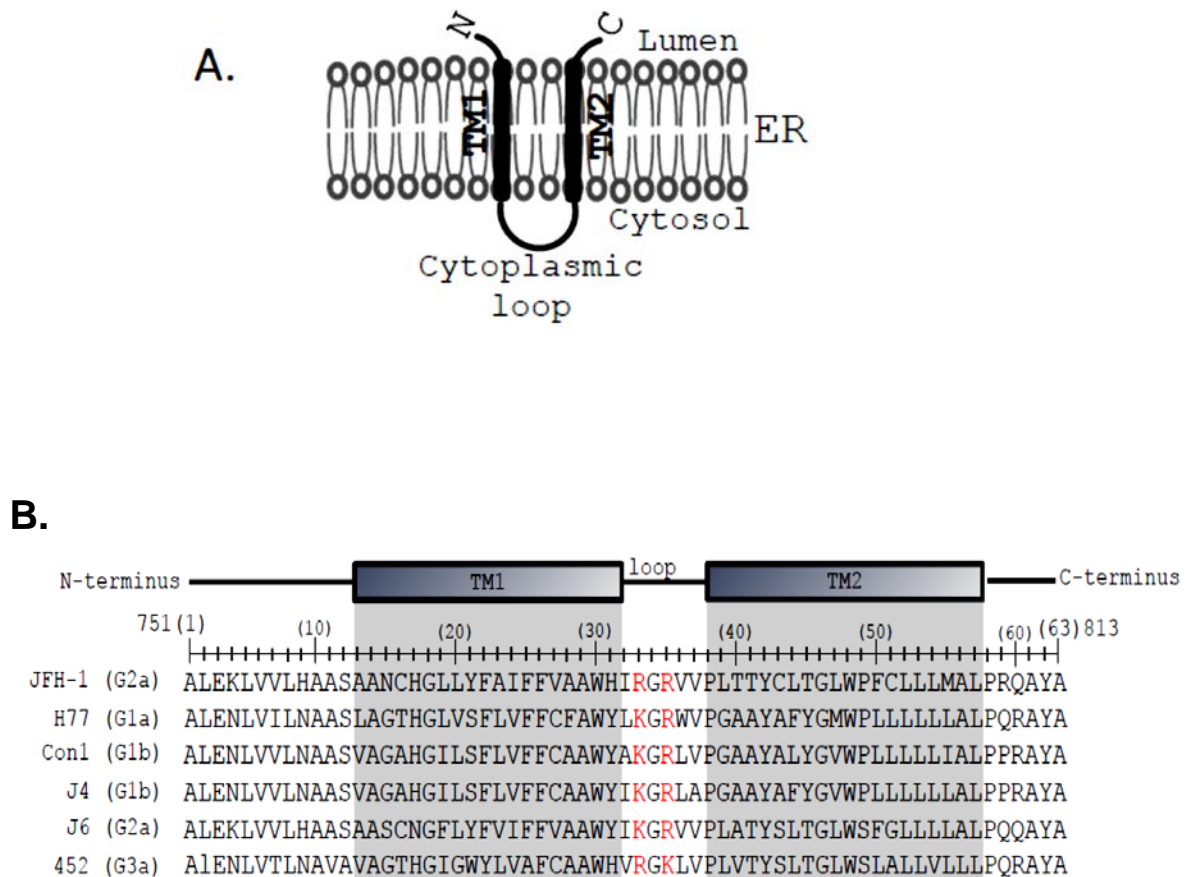 A.
N
C
Lumen
TM1
TM2
ER
Cytosol
Cytoplasmic
loop
B.
N-terminus TM1 loop TM2 C-terminus
751(1) (10) (20) (30) (40) (50) (60) (63)813
JFH-1 (G2a) ALEKLVVLHAASAANCHGLLYFAIFFVAAWHIRGRVVPLTTYCLTGLWPFCLLLMALPRQAYA
H77 (G1a) ALENLVILNAASLAGTHGLVSFLVFFCFAWYLKGRWVPGAAYAFYGMWPLLLLLLALPQRAYA
Con1 (G1b) ALENLVVLNAASVAGAHGILSFLVFFCAAWYAKGRLVPGAAYALYGVWPLLLLLIALPPRAYA
J4 (G1b) ALENLVVLNAASVAGAHGILSFLVFFCAAWYIKGRLAPGAAYAFYGVWPLLLLLLALPPRAYA
J6 (G2a) ALEKLVVLHAASAASCNGFLYFVIFFVAAWYIKGRVVPLATYSLTGLWSFGLLLLALPQQAYA
452 (G3a) AlENLVTLNAVAVAGTHGIGWYLVAFCAAWHVRGKLVPLVTYSLTGLWSLALLVLLLPQRAYA